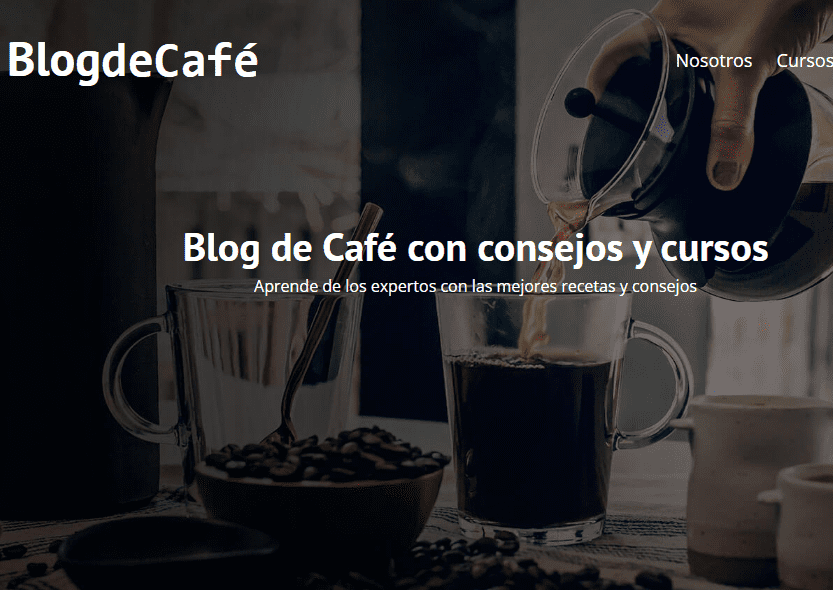 BlogdeCafé
Nosotros Cursos
Blog de Café con consejos y cursos
Aprende de los expertos con las mejores recetas y consejos